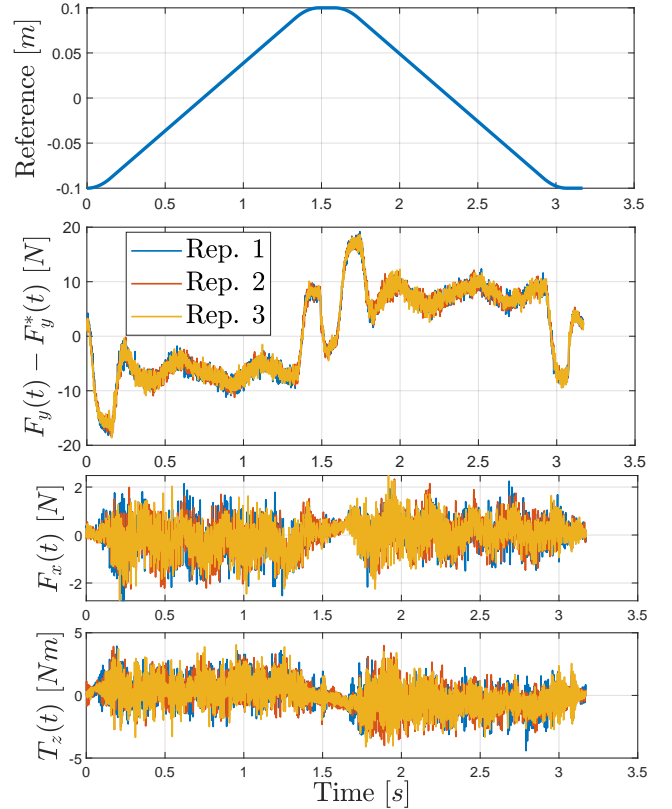 Reference [m]
0.1
0.05
0
-0.05
-0.1
0 0.5 1 1.5 2 2.5 3 3.5
F_y(t) − F_y^*(t) [N]
20
10
0
-10
-20
Rep. 1
Rep. 2
Rep. 3
0 0.5 1 1.5 2 2.5 3 3.5
F_x(t) [N]
2
0
-2
0 0.5 1 1.5 2 2.5 3 3.5
T_z(t) [Nm]
5
0
-5
0 0.5 1 1.5 2 2.5 3 3.5
Time [s]